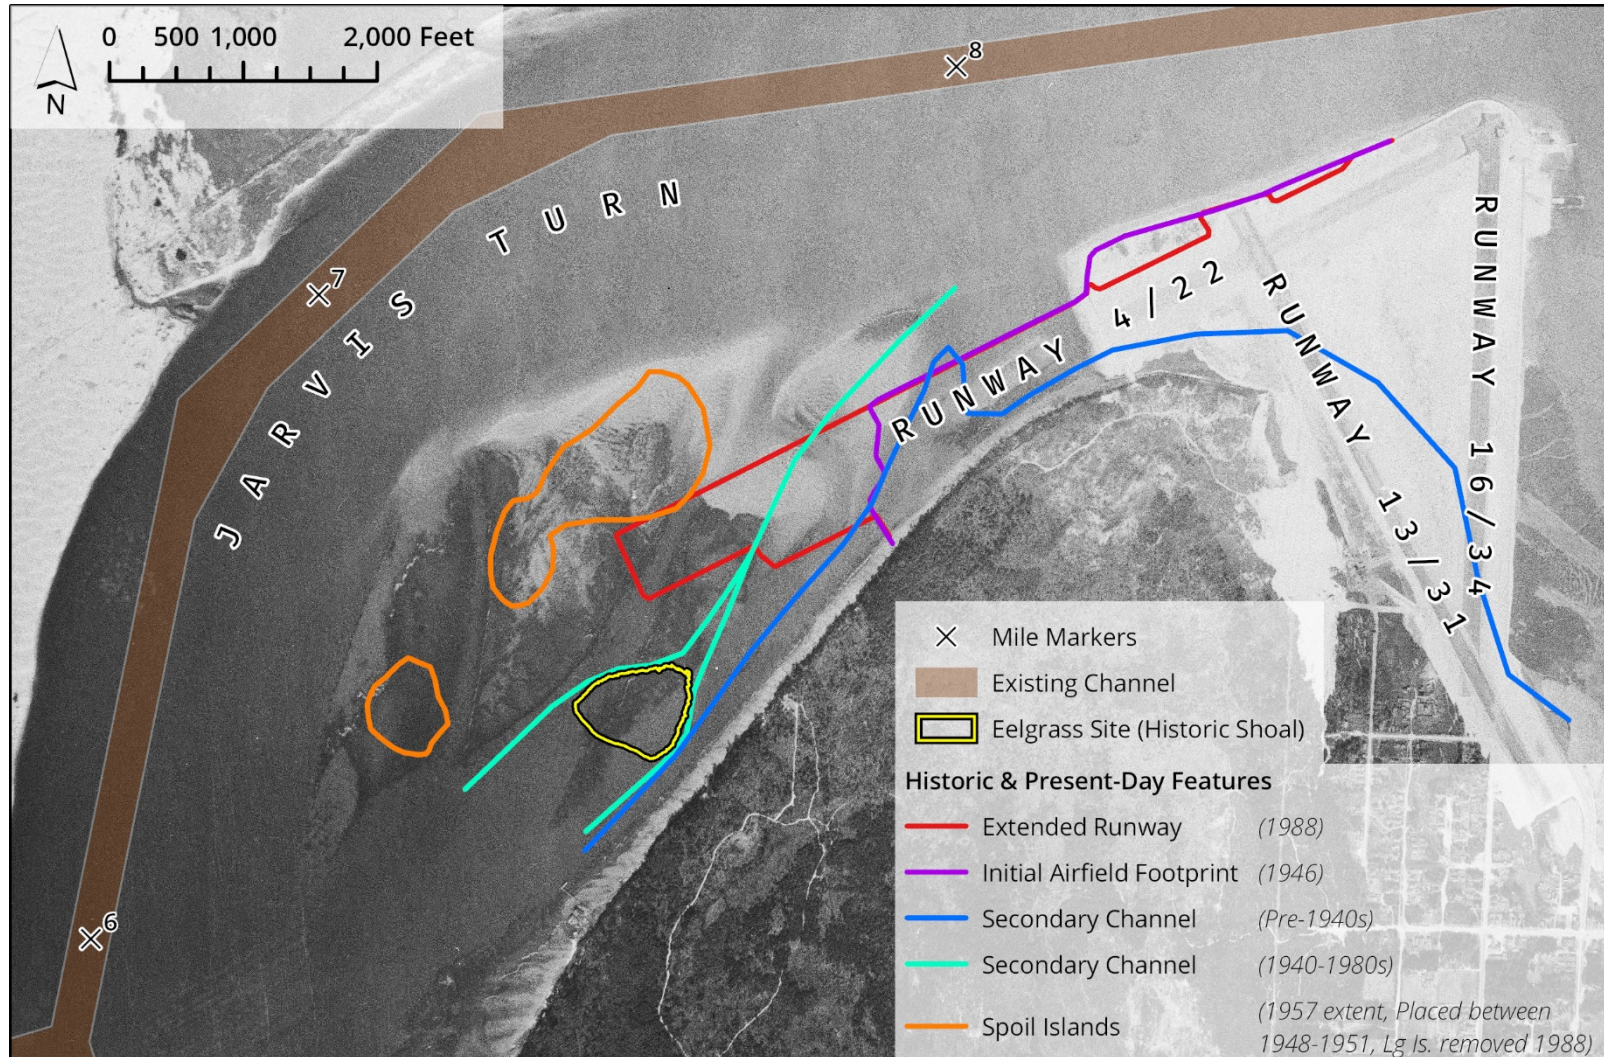 0 500 1,000 2,000 Feet
N
8
7
6
JARVIS TURN
RUNWAY 4/22
RUNWAY 13/31
RUNWAY 16/34
Mile Markers
Existing Channel
Eelgrass Site (Historic Shoal)
Historic & Present-Day Features
Extended Runway (1988)
Initial Airfield Footprint (1946)
Secondary Channel (Pre-1940s)
Secondary Channel (1940-1980s)
Spoil Islands (1957 extent, Placed between
1948-1951, Lg Is. removed 1988)